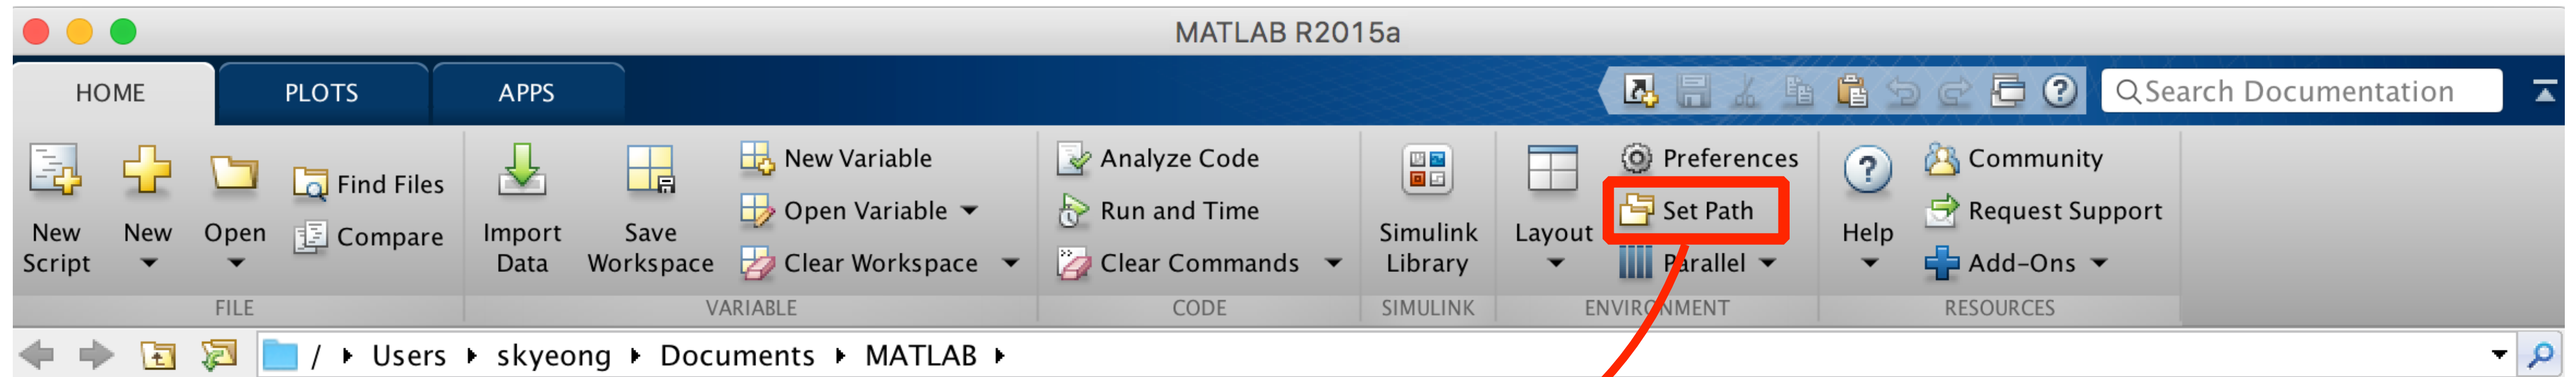 MATLAB R2015a
HOME PLOTS APPS
Search Documentation
New Script
New
Open
Find Files
Compare
FILE
Import Data
Save Workspace
New Variable
Open Variable
Clear Workspace
VARIABLE
Analyze Code
Run and Time
Clear Commands
CODE
Simulink Library
SIMULINK
Layout
Preferences
Set Path
Parallel
ENVIRONMENT
Help
Community
Request Support
Add-Ons
RESOURCES
/ Users skyeong Documents MATLAB